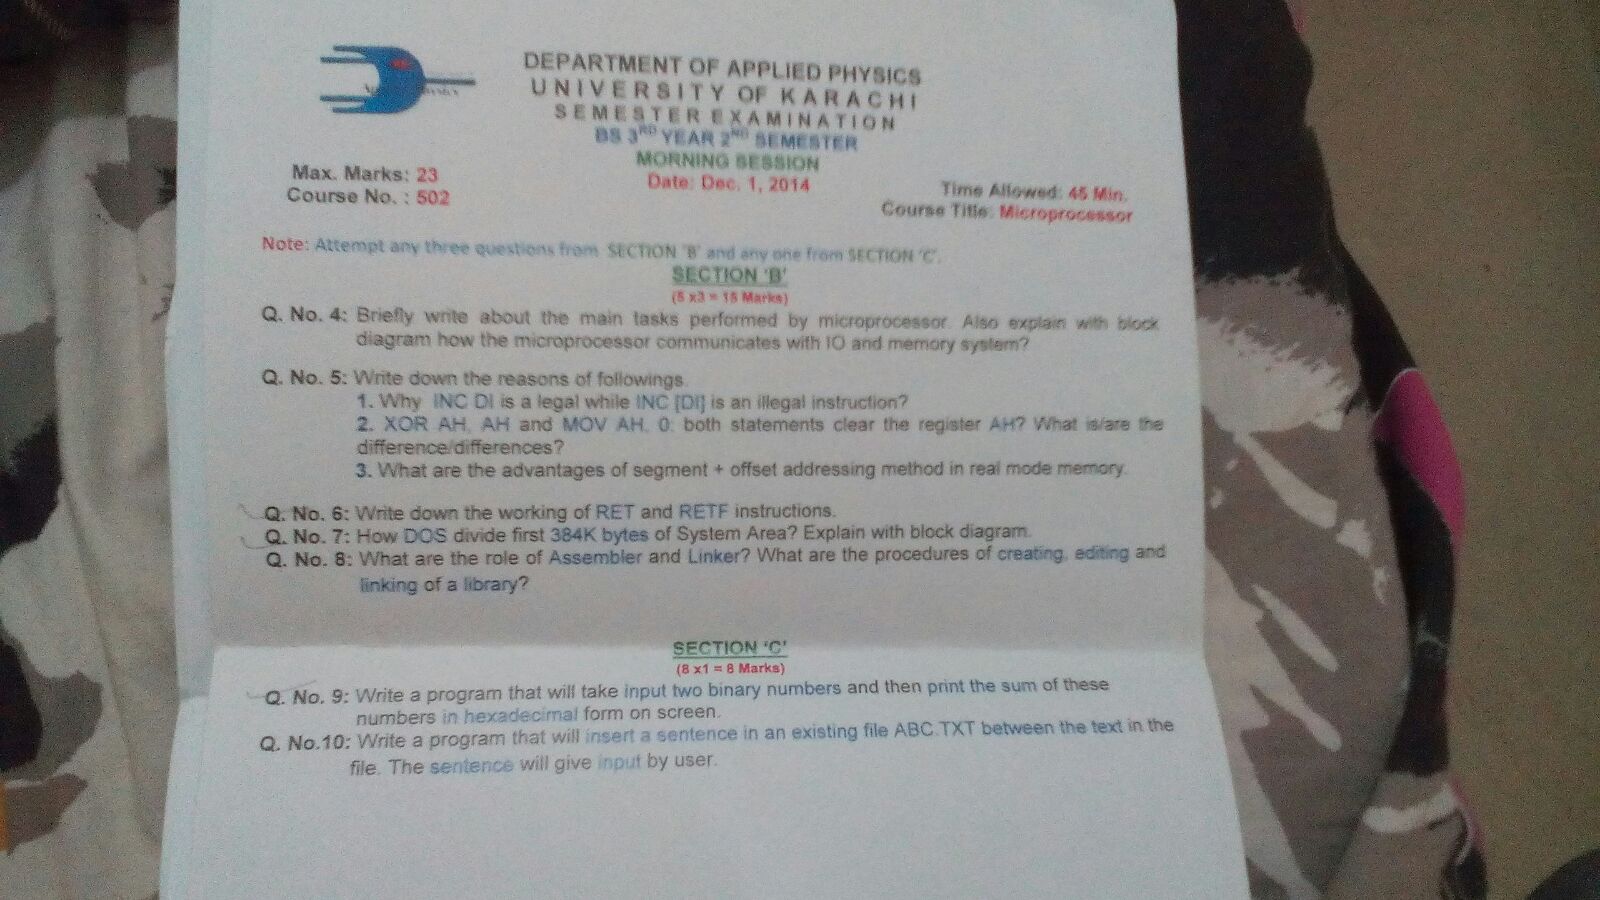 DEPARTMENT OF APPLIED PHYSICS
UNIVERSITY OF KARACHI
SEMESTER EXAMINATION
BS 3RD YEAR 2ND SEMESTER
MORNING SESSION
Max. Marks: 23
Date: Dec. 1, 2014
Time Allowed: 45 Min.
Course No. : 502
Course Title: Microprocessor
Note: Attempt any three questions from SECTION 'B' and any one from SECTION 'C'.
SECTION 'B'
(5 x3 = 15 Marks)
Q. No. 4: Briefly write about the main tasks performed by microprocessor. Also explain with block
diagram how the microprocessor communicates with IO and memory system?
Q. No. 5: Write down the reasons of followings.
1. Why INC DI is a legal while INC [DI] is an illegal instruction?
2. XOR AH, AH and MOV AH, 0; both statements clear the register AH? What is/are the
difference/differences?
3. What are the advantages of segment + offset addressing method in real mode memory.
Q. No. 6: Write down the working of RET and RETF instructions.
Q. No. 7: How DOS divide first 384K bytes of System Area? Explain with block diagram.
Q. No. 8: What are the role of Assembler and Linker? What are the procedures of creating, editing and
linking of a library?
SECTION 'C'
(8 x1 = 8 Marks)
Q. No. 9: Write a program that will take input two binary numbers and then print the sum of these
numbers in hexadecimal form on screen.
Q. No.10: Write a program that will insert a sentence in an existing file ABC.TXT between the text in the
file. The sentence will give input by user.